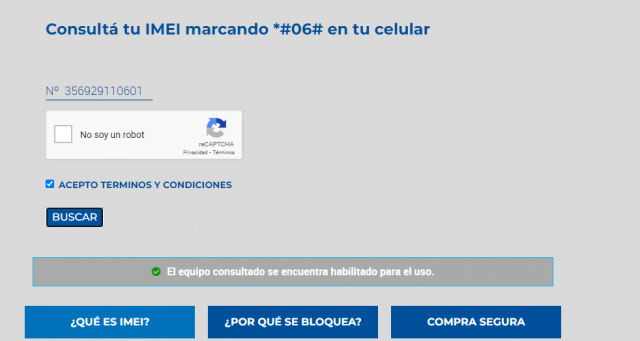 Consultá tu IMEI marcando *#06# en tu celular
Nº 356929110601
No soy un robot
reCAPTCHA
Privacidad - Términos
ACEPTO TERMINOS Y CONDICIONES
BUSCAR
El equipo consultado se encuentra habilitado para el uso.
¿QUÉ ES IMEI? ¿POR QUÉ SE BLOQUEA? COMPRA SEGURA